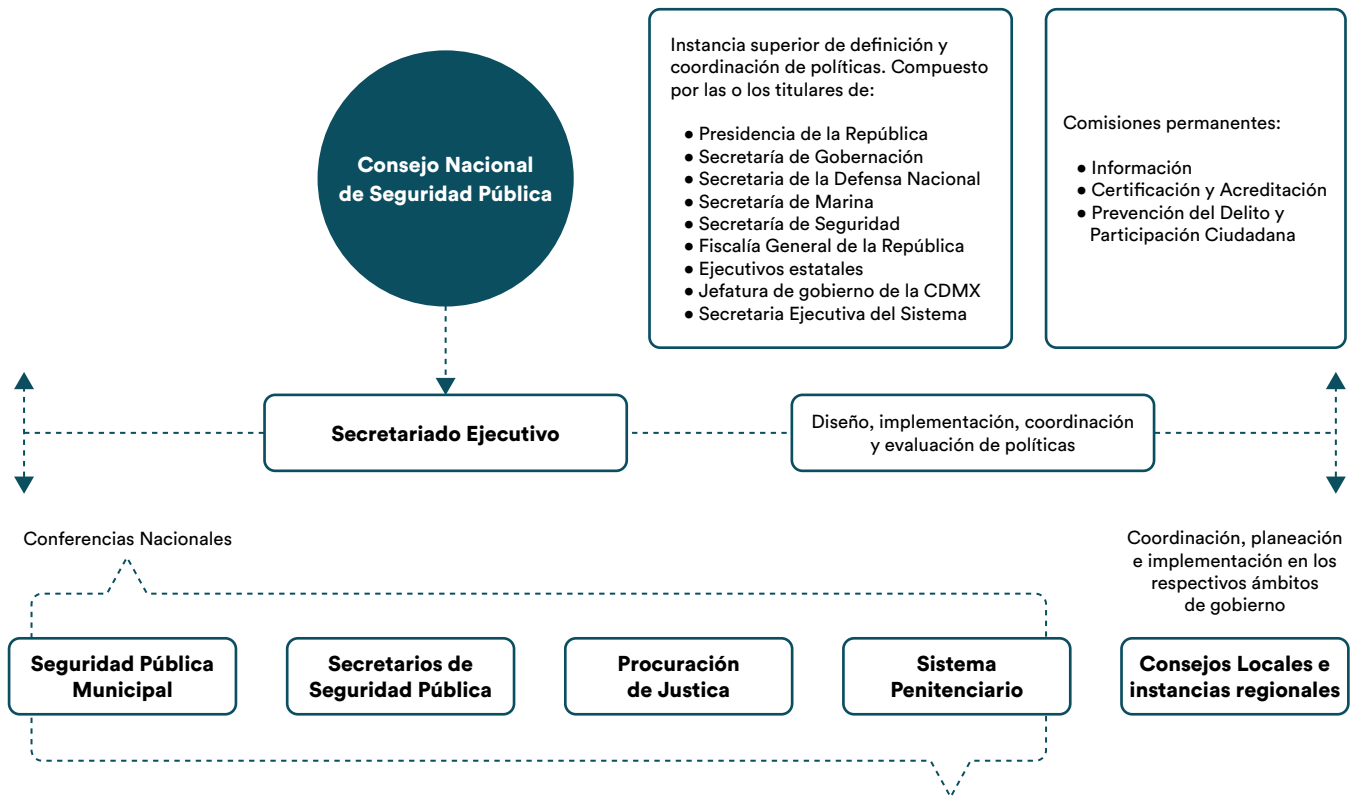 Consejo Nacional
de Seguridad Pública
Instancia superior de definición y
coordinación de políticas. Compuesto
por las o los titulares de:
● Presidencia de la República
● Secretaría de Gobernación
● Secretaria de la Defensa Nacional
● Secretaría de Marina
● Secretaría de Seguridad
● Fiscalía General de la República
● Ejecutivos estatales
● Jefatura de gobierno de la CDMX
● Secretaria Ejecutiva del Sistema
Comisiones permanentes:
● Información
● Certificación y Acreditación
● Prevención del Delito y
Participación Ciudadana
Secretariado Ejecutivo
Diseño, implementación, coordinación
y evaluación de políticas
Conferencias Nacionales
Coordinación, planeación
e implementación en los
respectivos ámbitos
de gobierno
Seguridad Pública
Municipal
Secretarios de
Seguridad Pública
Procuración
de Justica
Sistema
Penitenciario
Consejos Locales e
instancias regionales